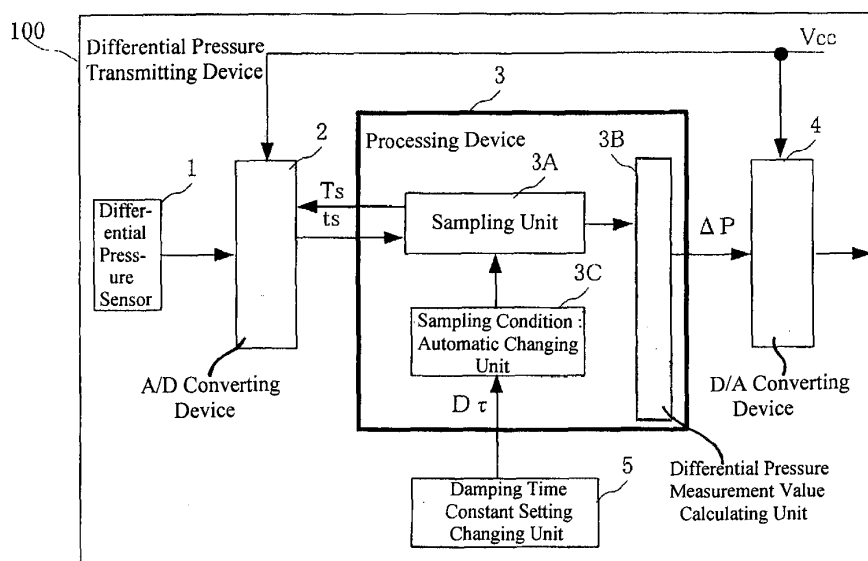 100
Differential Pressure
Transmitting Device
Vcc
3
Processing Device
2
4
3B
1
3A
Ts
ts
Sampling Unit
Differ-
ential
Press-
ure
Sensor
ΔP
3C
Sampling Condition :
Automatic Changing
Unit
A/D Converting
Device
D/A Converting
Device
Dτ
5
Damping Time
Constant Setting
Changing Unit
Differential Pressure
Measurement Value
Calculating Unit